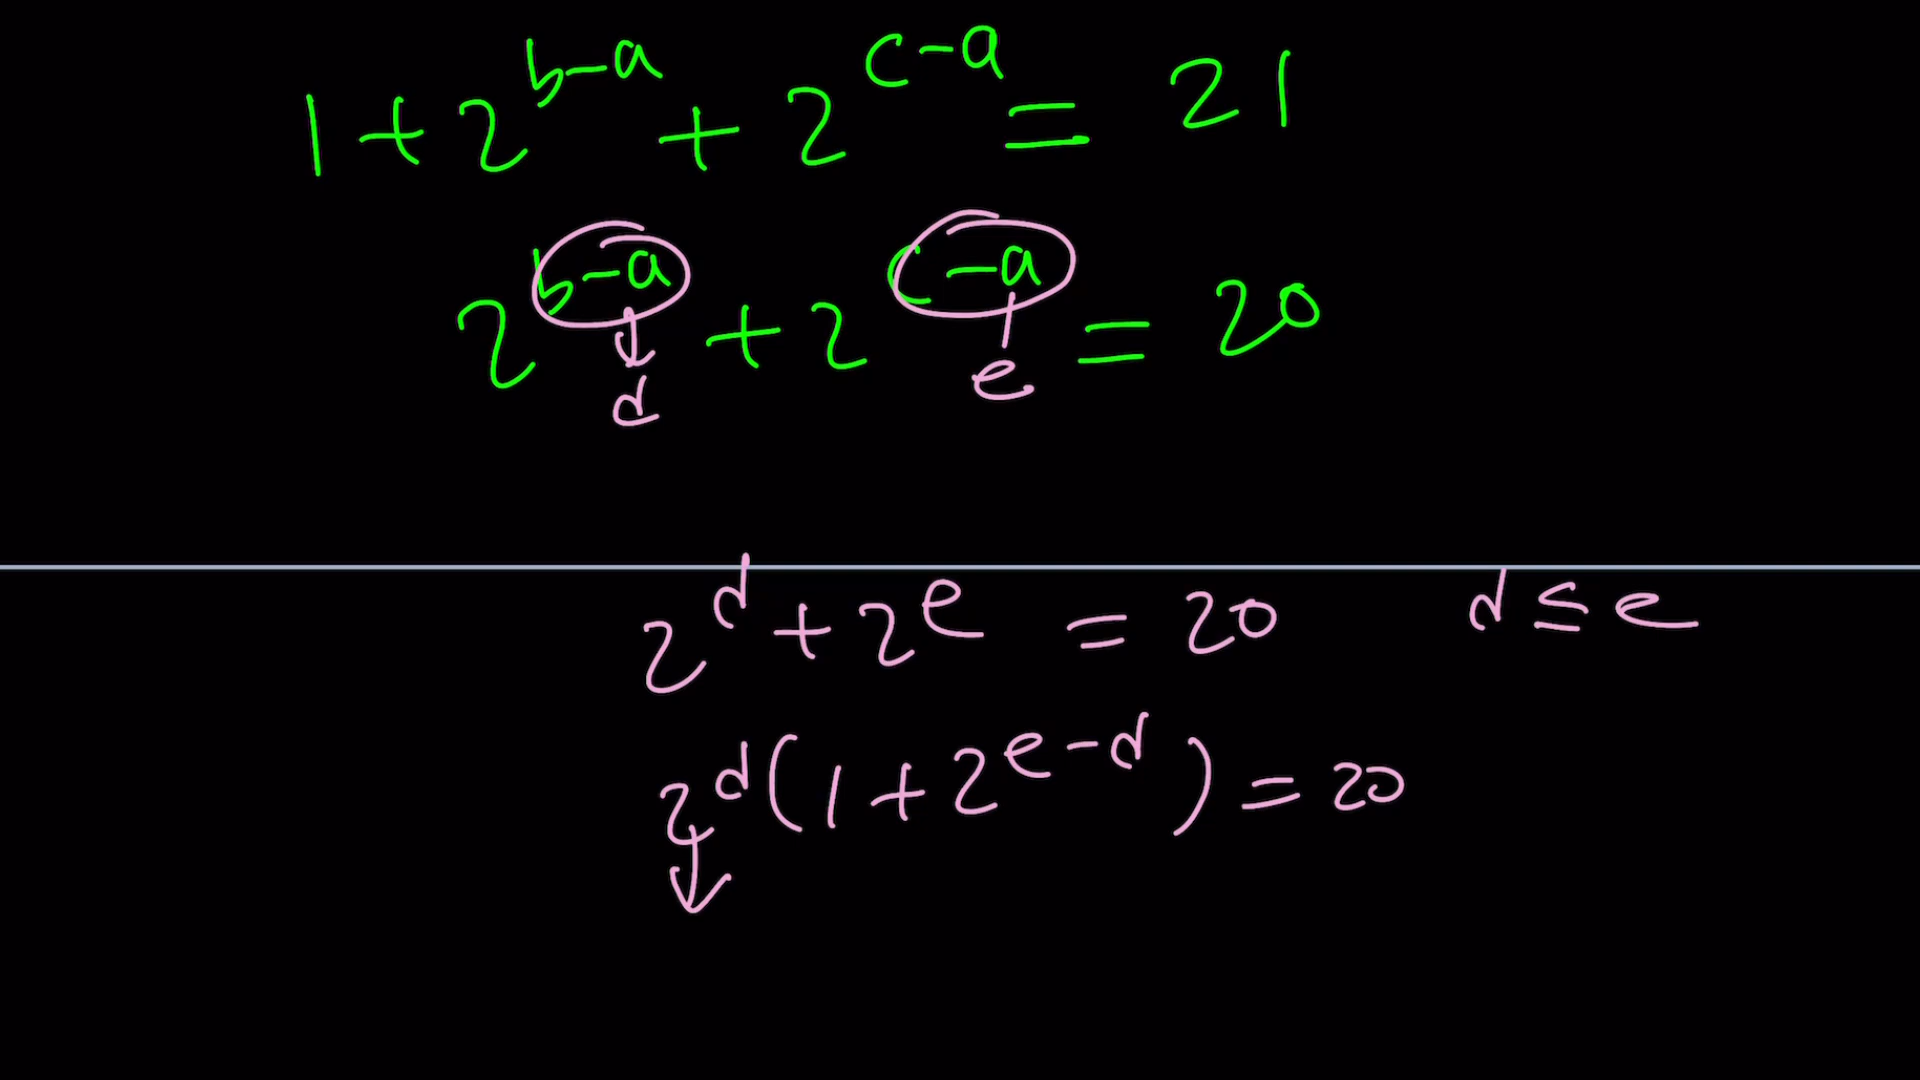 1 + 2^{b-a} + 2^{c-a} = 21
2^{b-a} + 2^{c-a} = 20
d e
2^d + 2^e = 20 d ≤ e
2^d (1 + 2^{e-d}) = 20